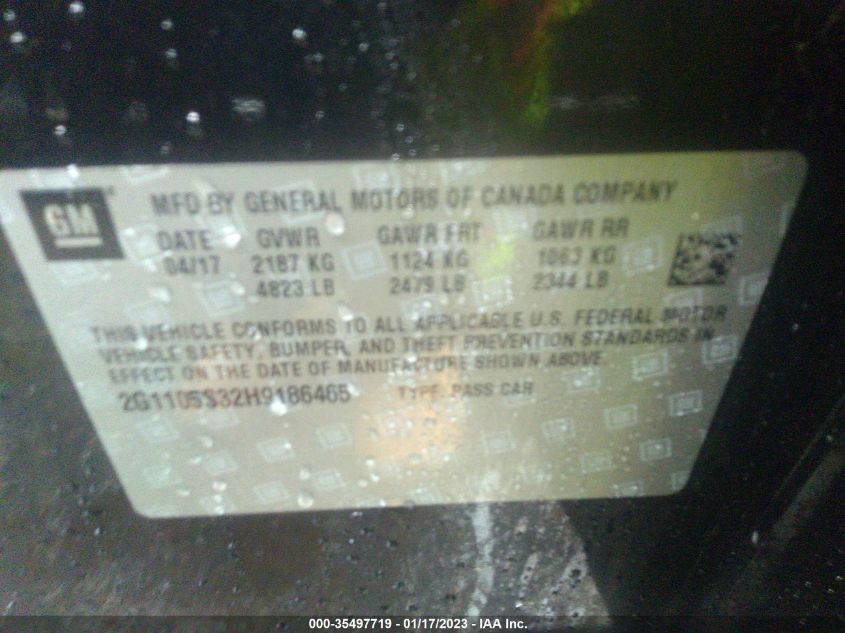 GM
MFD BY GENERAL MOTORS OF CANADA COMPANY
DATE GVWR GAWR FRT GAWR RR
04/17 2187 KG 1124 KG 1063 KG
4823 LB 2479 LB 2344 LB
THIS VEHICLE CONFORMS TO ALL APPLICABLE U.S. FEDERAL MOTOR
VEHICLE SAFETY, BUMPER, AND THEFT PREVENTION STANDARDS IN
EFFECT ON THE DATE OF MANUFACTURE SHOWN ABOVE.
2G1105S32H9186465 TYPE: PASS CAR
000-35497719 - 01/17/2023 - IAA Inc.